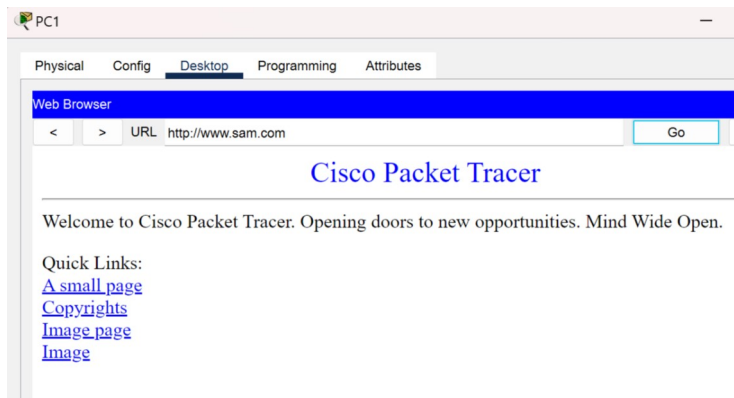 PC1
Physical Config Desktop Programming Attributes
Web Browser
< > URL http://www.sam.com Go
Cisco Packet Tracer
Welcome to Cisco Packet Tracer. Opening doors to new opportunities. Mind Wide Open.
Quick Links:
A small page
Copyrights
Image page
Image